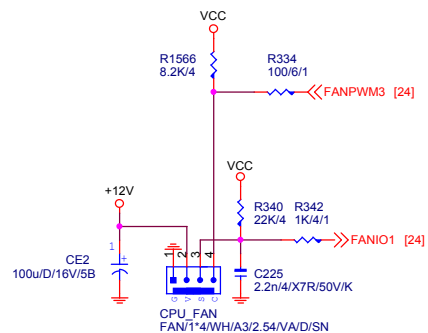 VCC
R1566
8.2K/4
R334
100/6/1
FANPWM3 [24]
VCC
+12V
R340
22K/4
R342
1K/4/1
FANIO1 [24]
1
CE2
100u/D/16V/5B
1 2 3 4
G V S C
C225
2.2n/4/X7R/50V/K
CPU_FAN
FAN/1*4/WH/A3/2.54/VA/D/SN